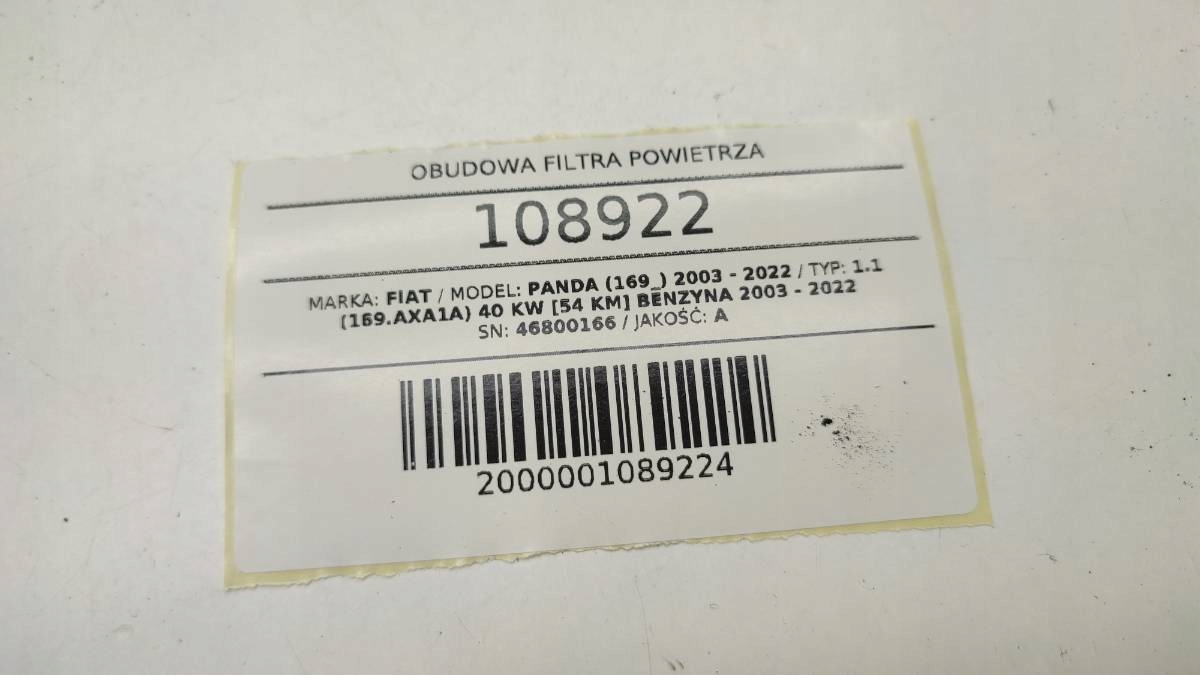 OBUDOWA FILTRA POWIETRZA
108922
MARKA: FIAT / MODEL: PANDA (169_) 2003 - 2022 / TYP: 1.1
(169.AXA1A) 40 KW [54 KM] BENZYNA 2003 - 2022
SN: 46800166 / JAKOŚĆ: A
2000001089224